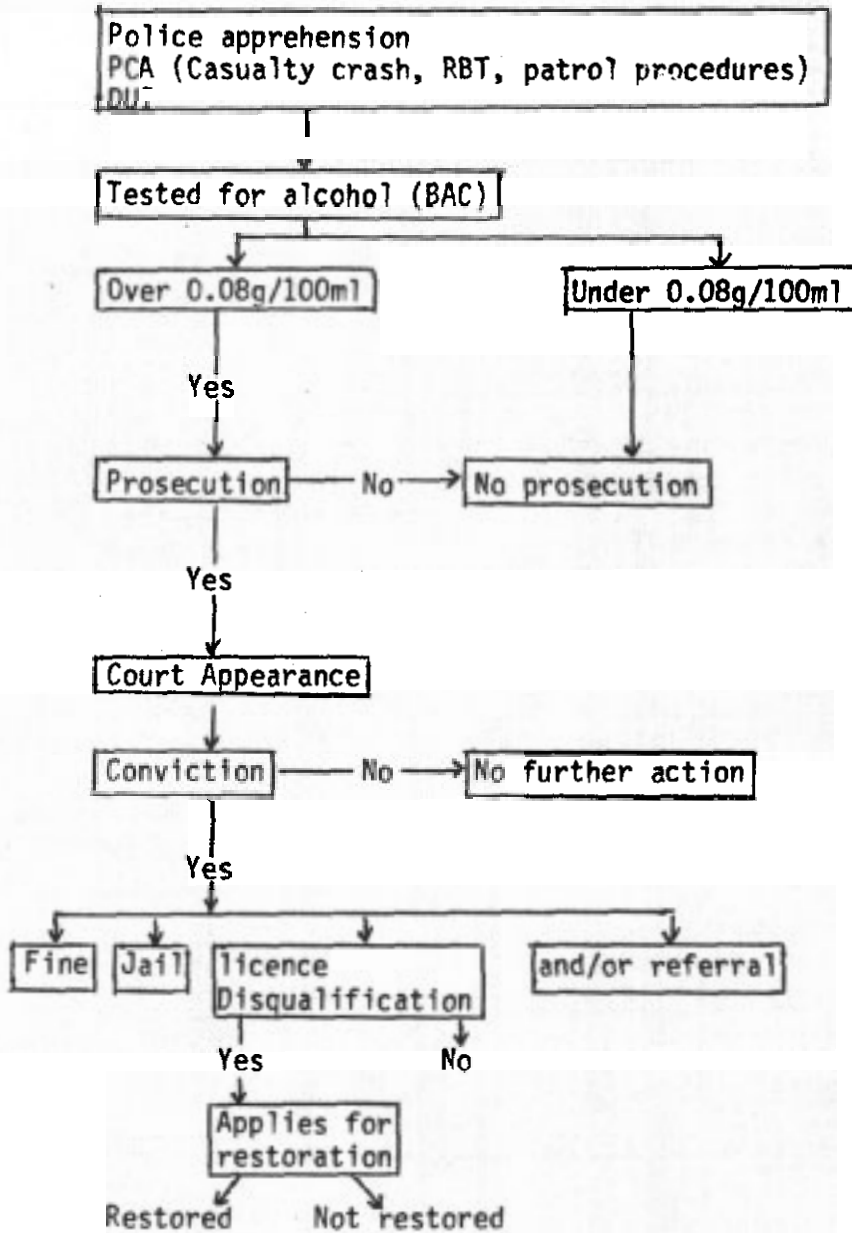 Police apprehension
PCA (Casualty crash, RBT, patrol procedures)
DUI
Tested for alcohol (BAC)
Over 0.08g/100ml
Under 0.08g/100ml
Yes
Prosecution
No
No prosecution
Yes
Court Appearance
Conviction
No
No further action
Yes
Fine
Jail
licence
Disqualification
and/or referral
Yes
No
Applies for
restoration
Restored
Not restored